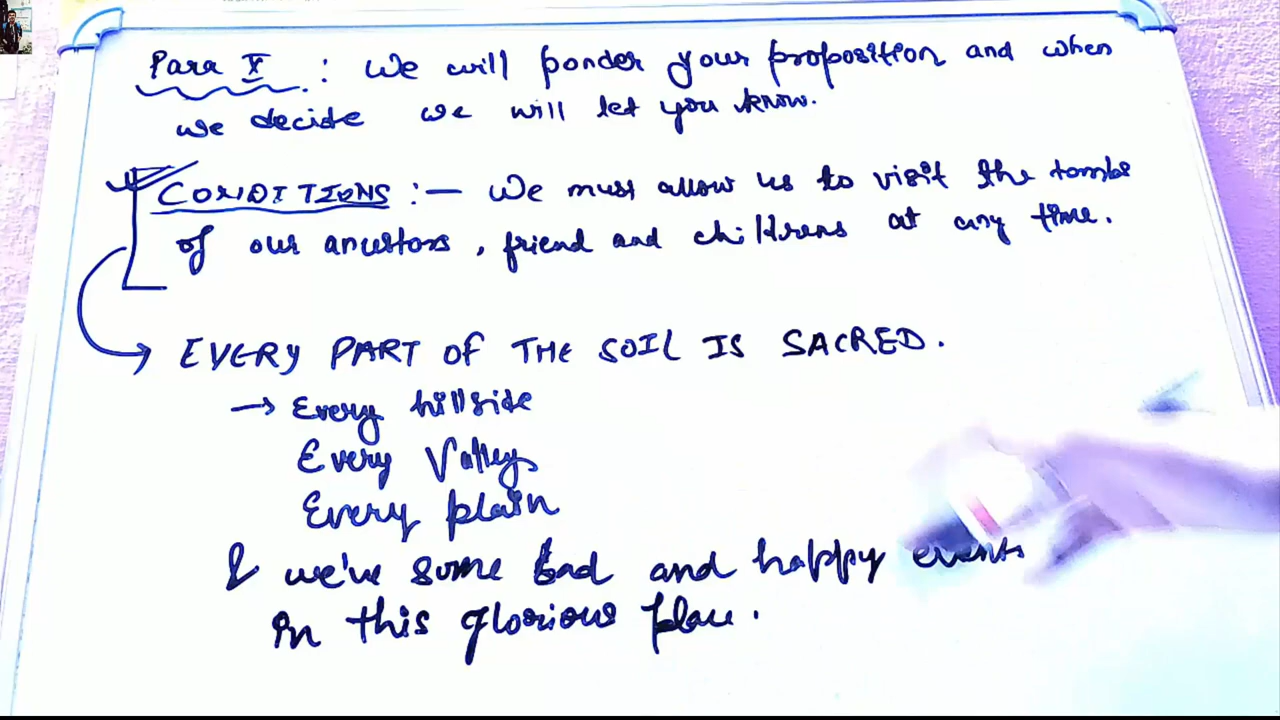 Para V : We will ponder your proposition and when
we decide we will let you know.
CONDITIONS :- We must allow us to visit the tombs
of our ancestors, friend and childrens at any time.
→ EVERY PART OF THE SOIL IS SACRED.
→ Every hillside
Every Valley
Every plain
& we've some sad and happy events
in this glorious place.